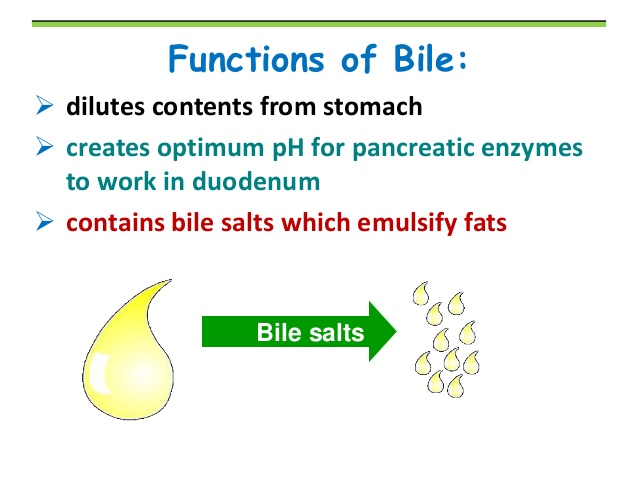 Functions of Bile:
➢ dilutes contents from stomach
➢ creates optimum pH for pancreatic enzymes
to work in duodenum
➢ contains bile salts which emulsify fats
Bile salts